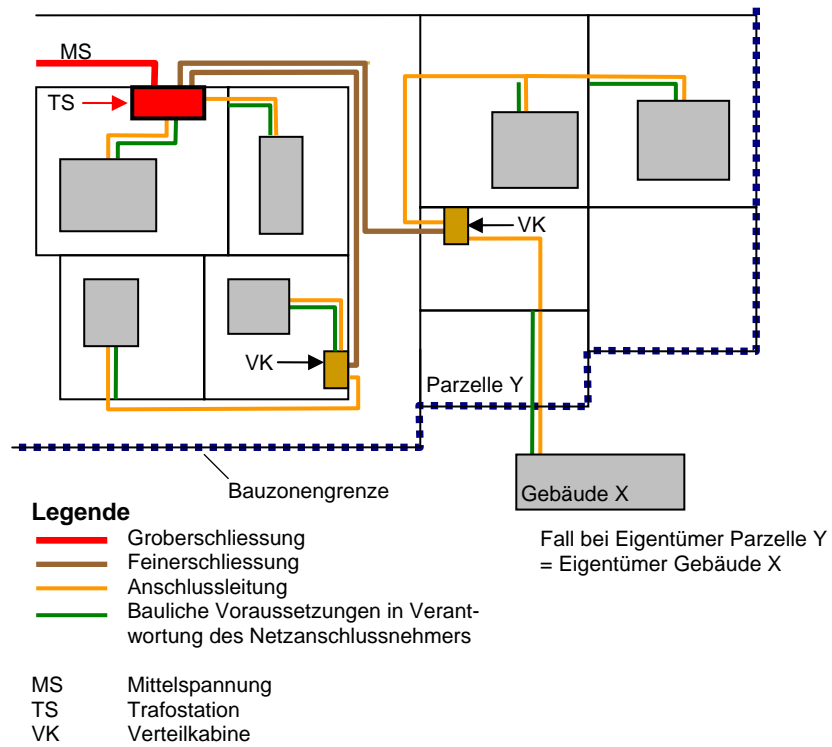 MS
TS
VK
VK
Parzelle Y
Bauzonengrenze
Gebäude X
Legende
Groberschliessung
Feinerschliessung
Anschlussleitung
Bauliche Voraussetzungen in Verant-
wortung des Netzanschlussnehmers
Fall bei Eigentümer Parzelle Y
= Eigentümer Gebäude X
MS Mittelspannung
TS Trafostation
VK Verteilkabine